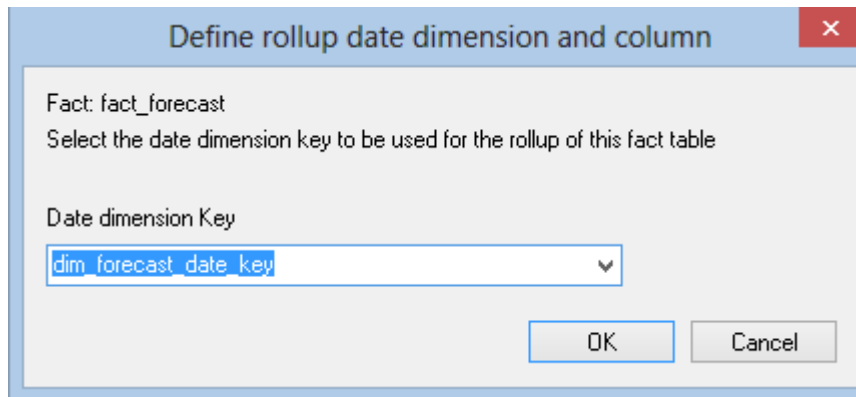 Define rollup date dimension and column
Fact: fact_forecast
Select the date dimension key to be used for the rollup of this fact table
Date dimension Key
dim_forecast_date_key
OK
Cancel